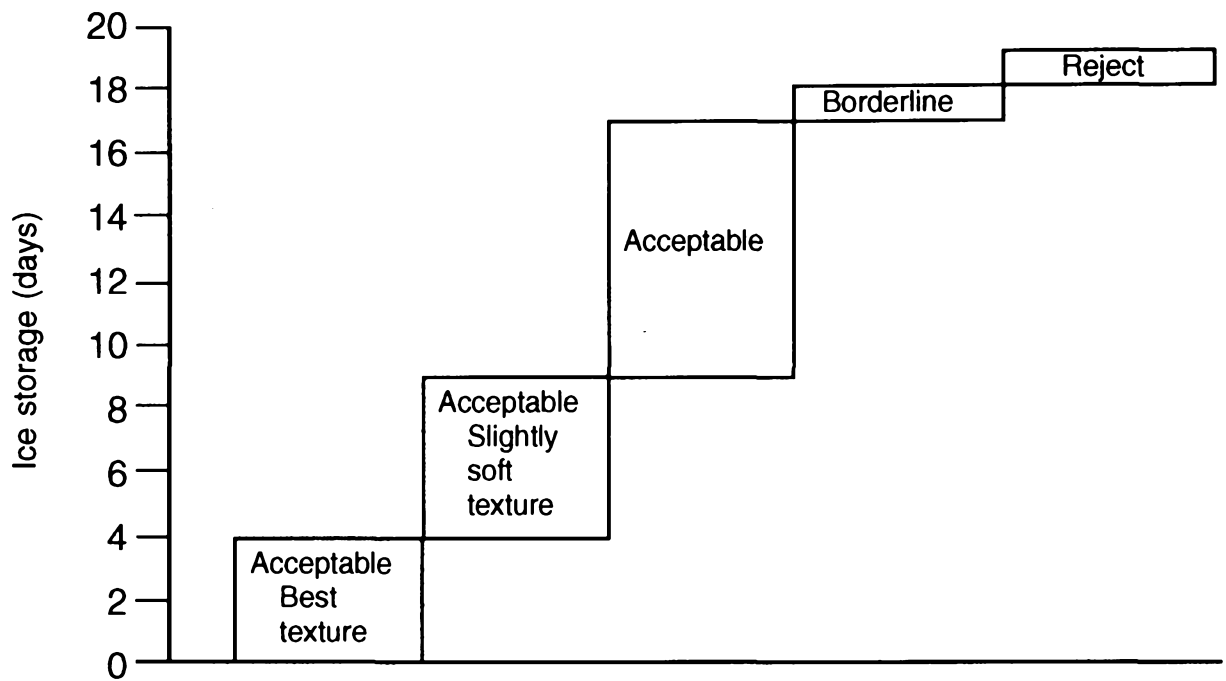 20
18
16
14
12
10
8
6
4
2
0
Ice storage (days)
Reject
Borderline
Acceptable
Acceptable
Slightly
soft
texture
Acceptable
Best
texture